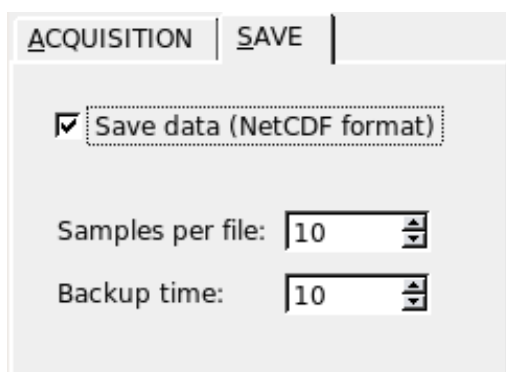 ACQUISITION SAVE
Save data (NetCDF format)
Samples per file: 10
Backup time: 10